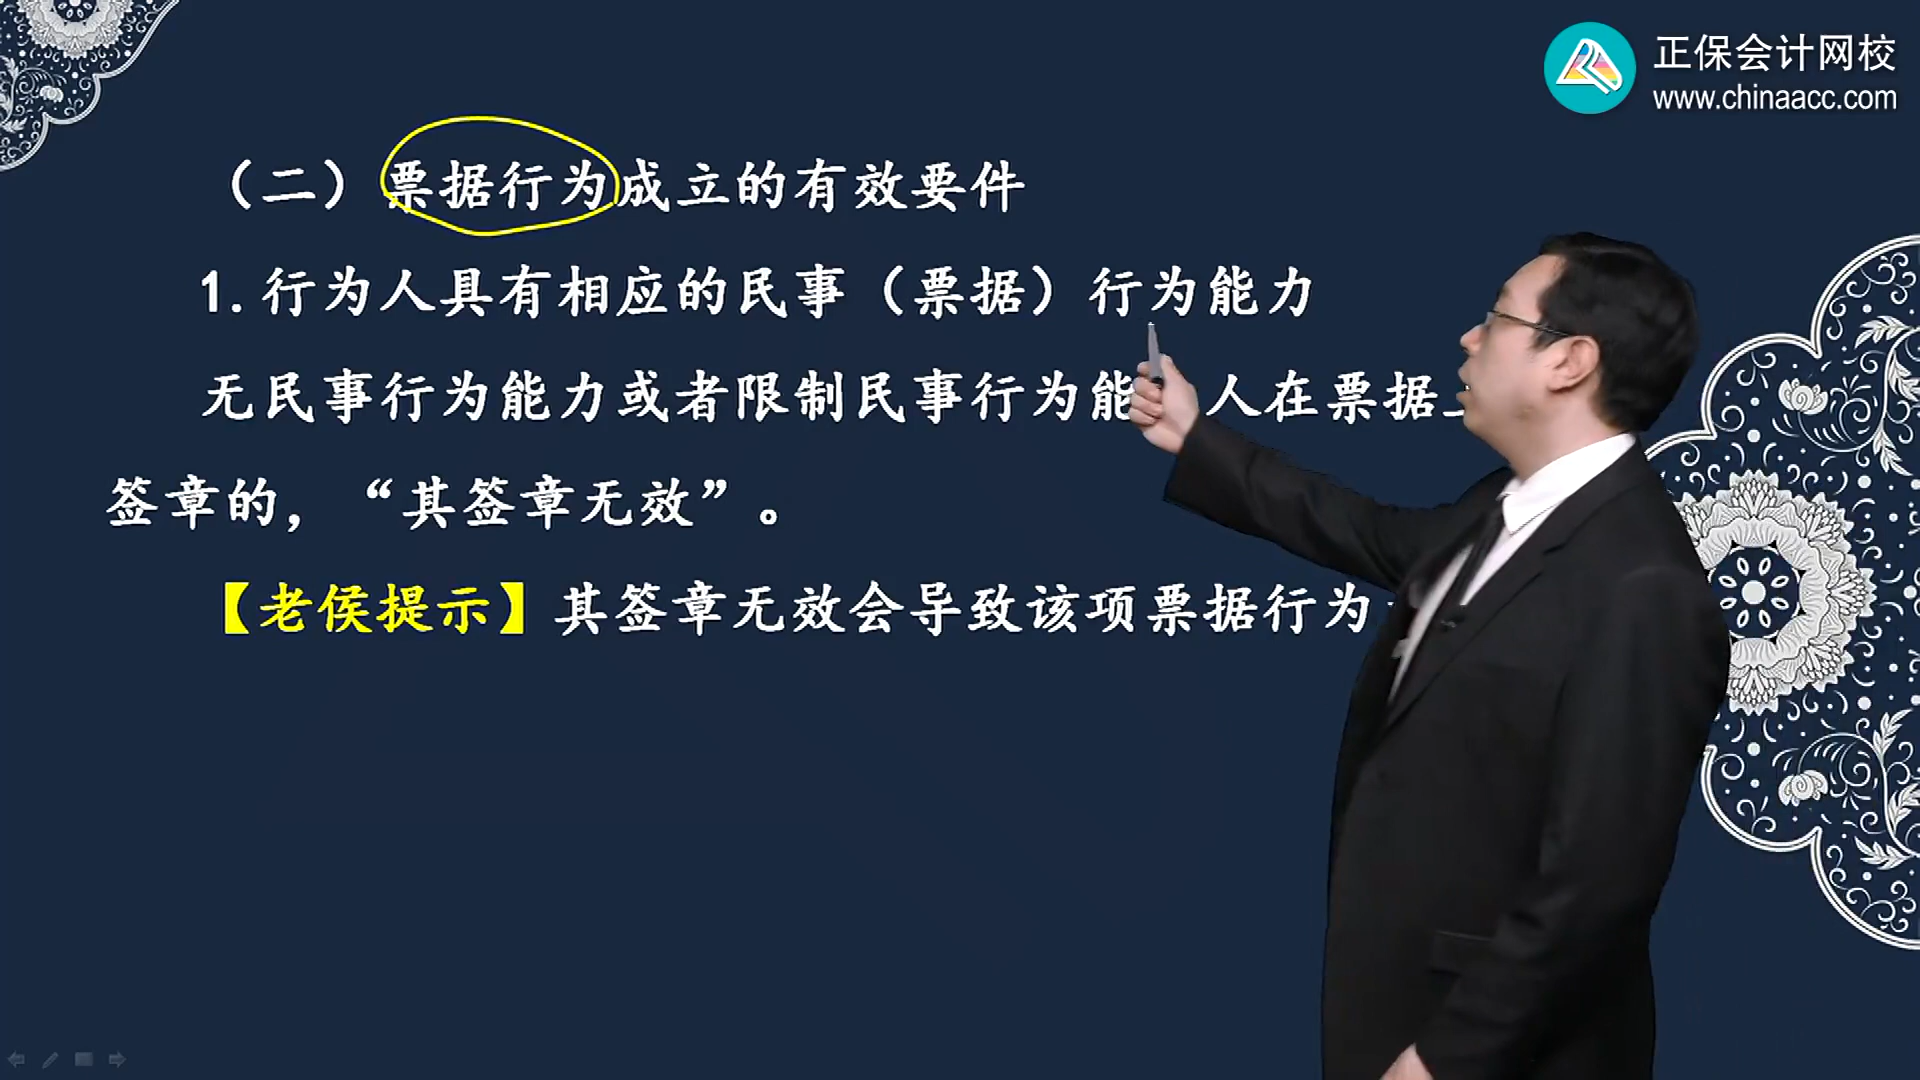 正保会计网校
www.chinaacc.com
（二）票据行为成立的有效要件
1.行为人具有相应的民事（票据）行为能力
无民事行为能力或者限制民事行为能 人在票据
签章的，“其签章无效”。
【老侯提示】其签章无效会导致该项票据行为